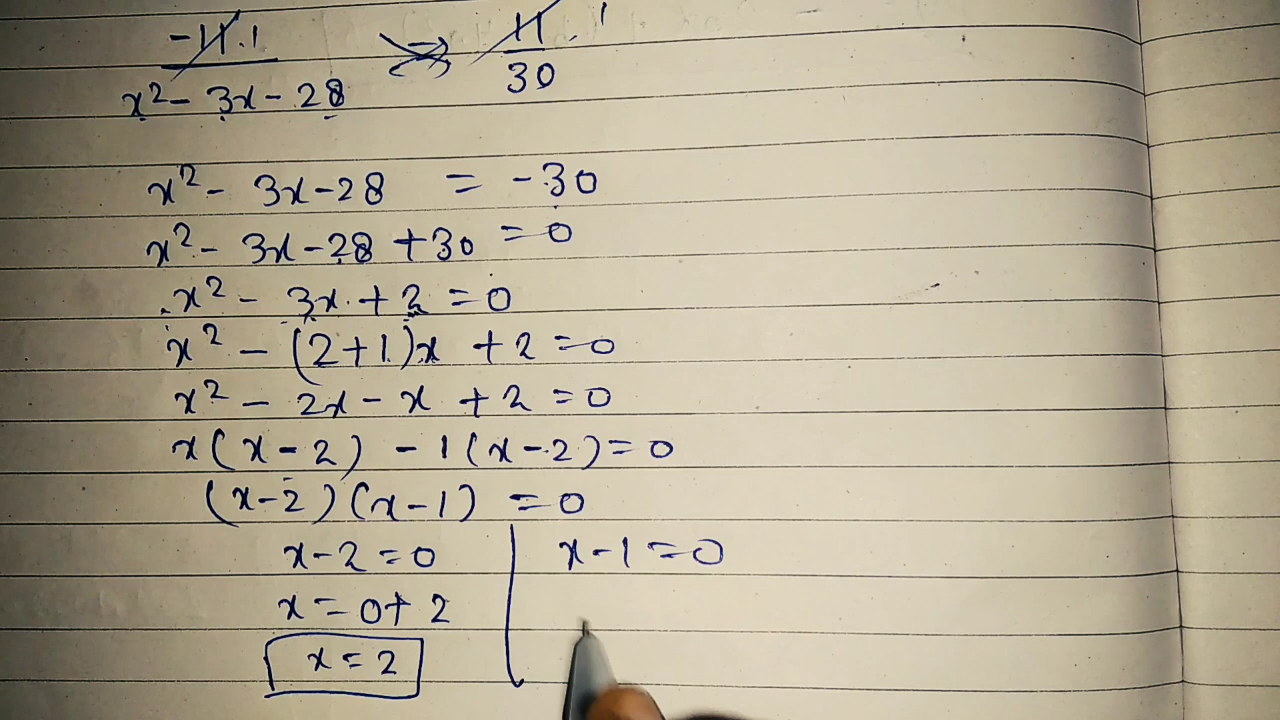 -11.1 / x² - 3x - 28 = 11.1 / 30
x² - 3x - 28 = -30
x² - 3x - 28 + 30 = 0
x² - 3x + 2 = 0
x² - (2+1)x + 2 = 0
x² - 2x - x + 2 = 0
x(x-2) - 1(x-2) = 0
(x-2)(x-1) = 0
x-2 = 0 | x-1 = 0
x = 0+2
x = 2